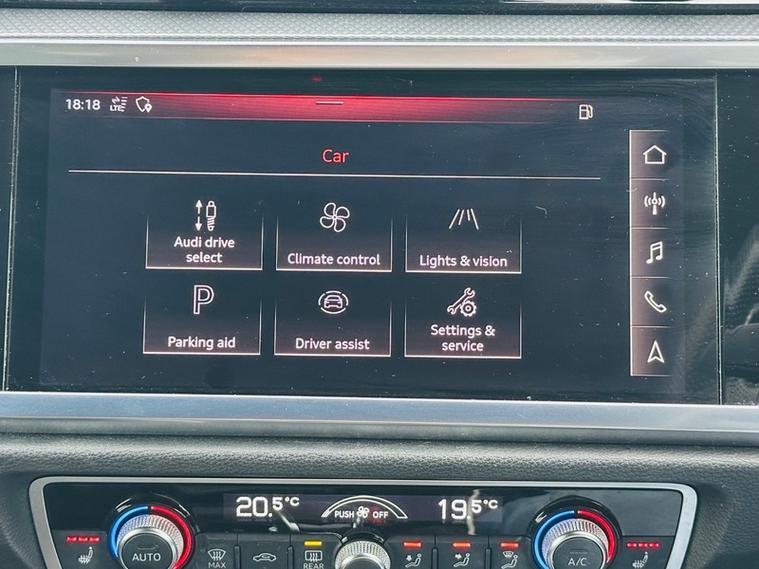 18:18 LTE
Car
Audi drive
select
Climate control
Lights & vision
P
Parking aid
Driver assist
Settings &
service
20.5°C
PUSH OFF
19.5°C
AUTO
MAX
REAR
A/C